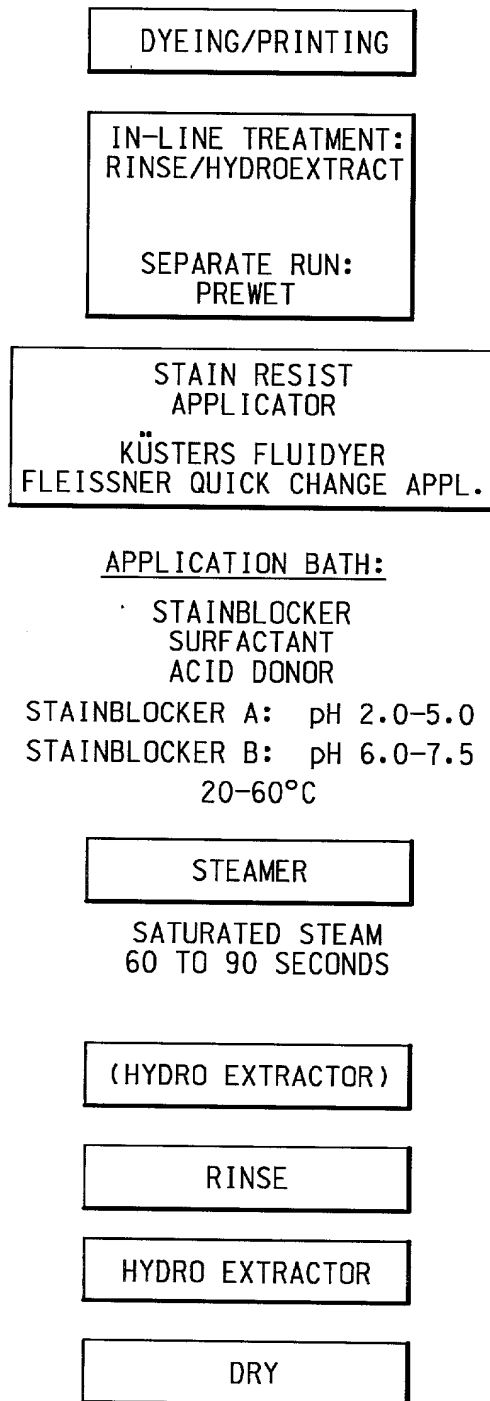 DYEING/PRINTING
IN-LINE TREATMENT:
RINSE/HYDROEXTRACT
SEPARATE RUN:
PREWET
STAIN RESIST
APPLICATOR
KÜSTERS FLUIDYER
FLEISSNER QUICK CHANGE APPL.
APPLICATION BATH:
STAINBLOCKER
SURFACTANT
ACID DONOR
STAINBLOCKER A: pH 2.0-5.0
STAINBLOCKER B: pH 6.0-7.5
20-60°C
STEAMER
SATURATED STEAM
60 TO 90 SECONDS
(HYDRO EXTRACTOR)
RINSE
HYDRO EXTRACTOR
DRY